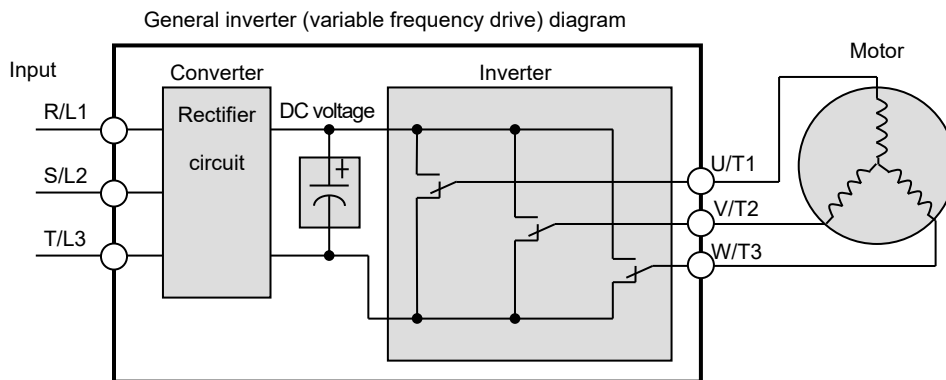 General inverter (variable frequency drive) diagram
Input
Converter
Inverter
Motor
R/L1
S/L2
T/L3
Rectifier
circuit
DC voltage
+
U/T1
V/T2
W/T3